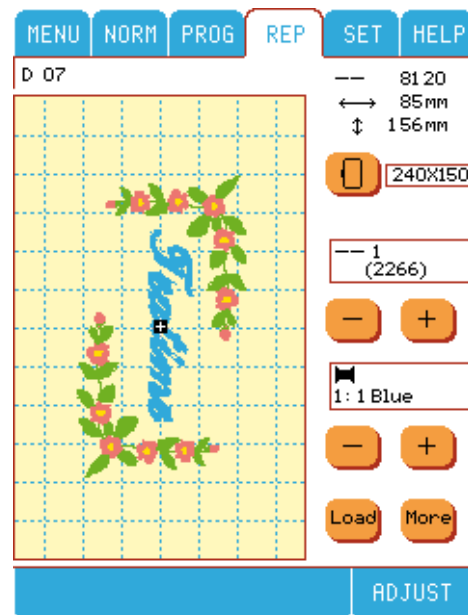 MENU NORM PROG REP SET HELP
D 07
-- 8120
↔ 85MM
↕ 156MM
240X150
-- 1
(2266)
- +
1:1 Blue
- +
Load More
ADJUST